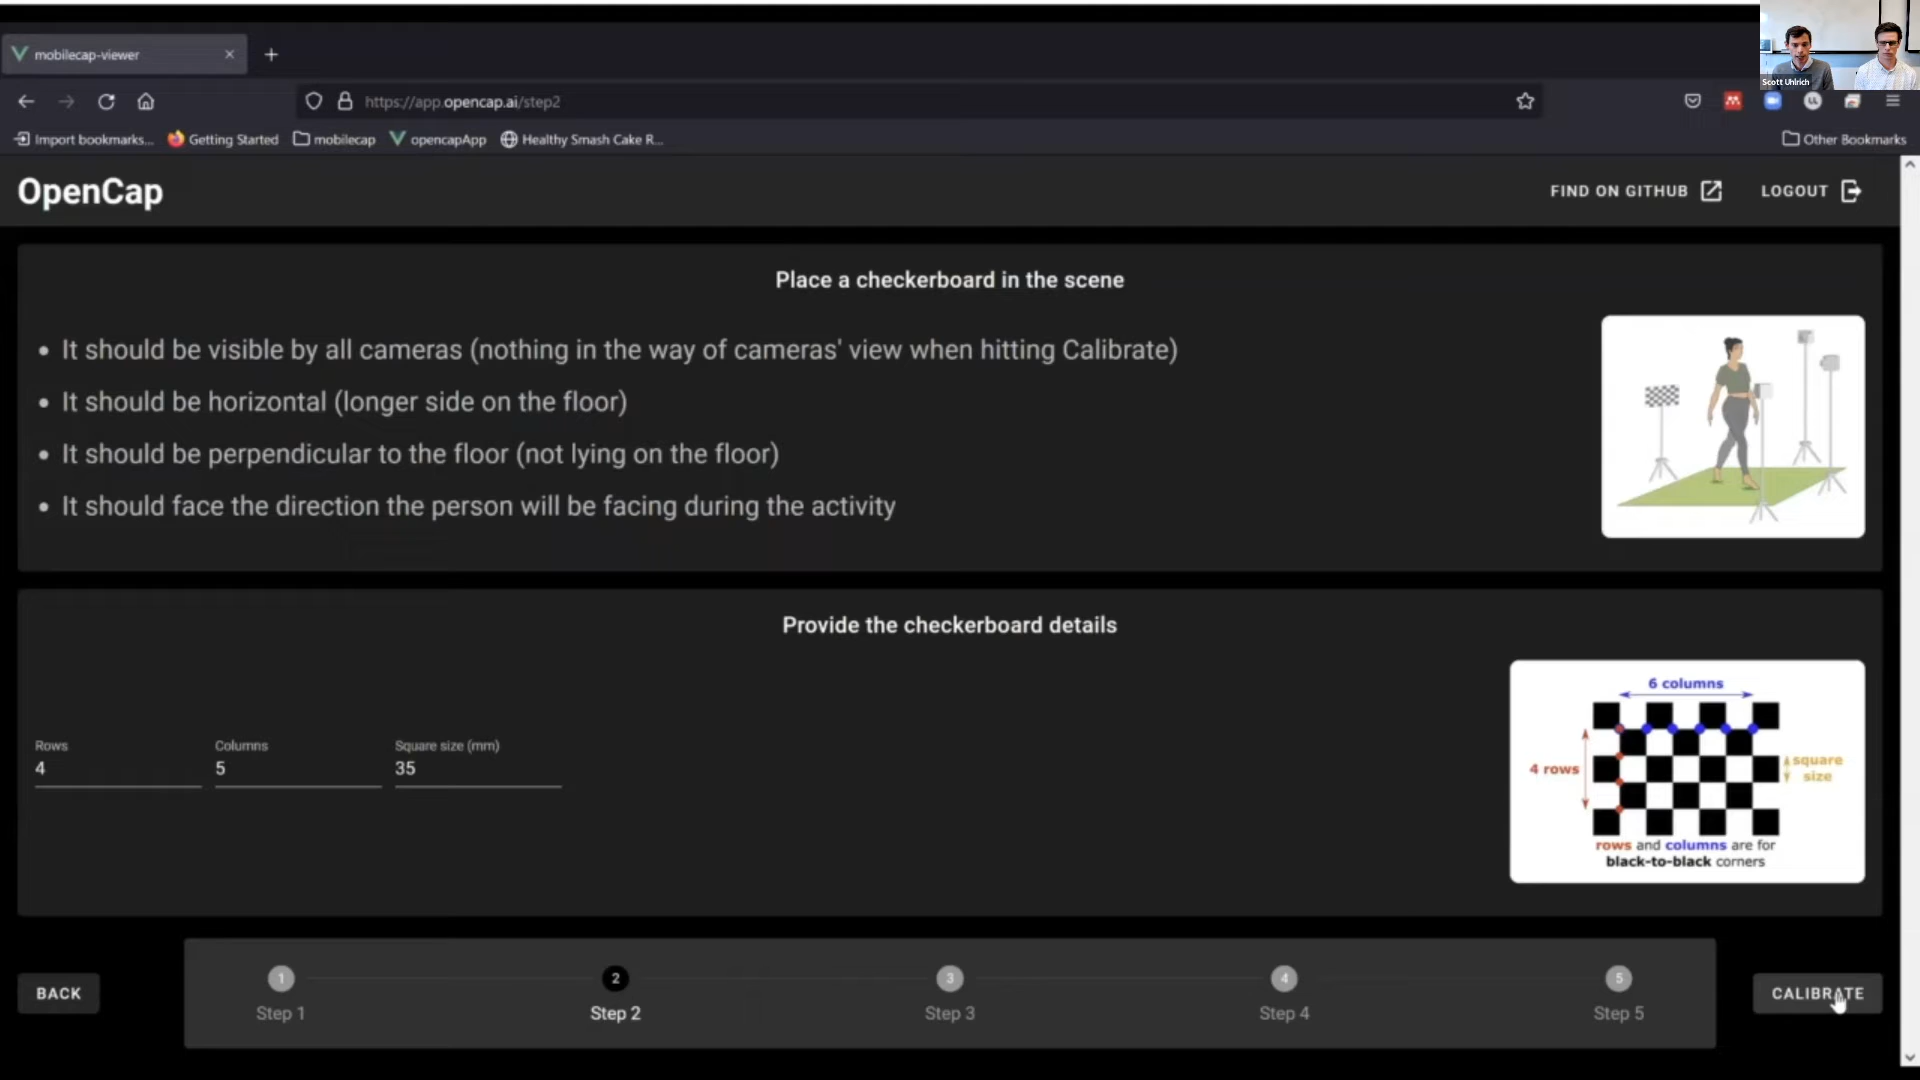 mobilecap-viewer
Scott Uhlrich
https://app.opencap.ai/step2
Import bookmarks...
Getting Started
mobilecap
opencapApp
Healthy Smash Cake R...
Other Bookmarks
OpenCap
FIND ON GITHUB
LOGOUT
Place a checkerboard in the scene
• It should be visible by all cameras (nothing in the way of cameras' view when hitting Calibrate)
• It should be horizontal (longer side on the floor)
• It should be perpendicular to the floor (not lying on the floor)
• It should face the direction the person will be facing during the activity
Provide the checkerboard details
Rows
4
Columns
5
Square size (mm)
35
6 columns
4 rows
square
size
rows and columns are for
black-to-black corners
BACK
1
Step 1
2
Step 2
3
Step 3
4
Step 4
5
Step 5
CALIBRATE